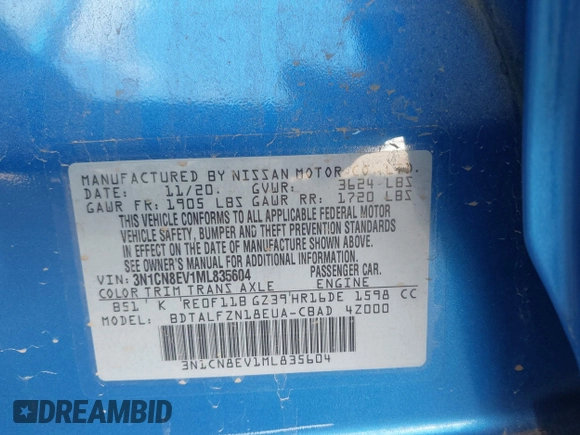 MANUFACTURED BY NISSAN MOTOR CO., LTD.
DATE: 11/20. GVWR: 3624 LBS
GAWR FR: 1905 LBS GAWR RR: 1720 LBS
THIS VEHICLE CONFORMS TO ALL APPLICABLE FEDERAL MOTOR
VEHICLE SAFETY, BUMPER AND THEFT PREVENTION STANDARDS
IN EFFECT ON THE DATE OF MANUFACTURE SHOWN ABOVE.
SEE OWNER'S MANUAL FOR ADDITIONAL INFORMATION.
VIN: 3N1CN8EV1ML835604 PASSENGER CAR.
COLOR TRIM TRANS AXLE ENGINE
B51 K RE0F11B GZ39 HR16DE 1598 CC
MODEL: BDTALFZN18EUA-CBAD 4Z000
3N1CN8EV1ML835604
DREAMBID